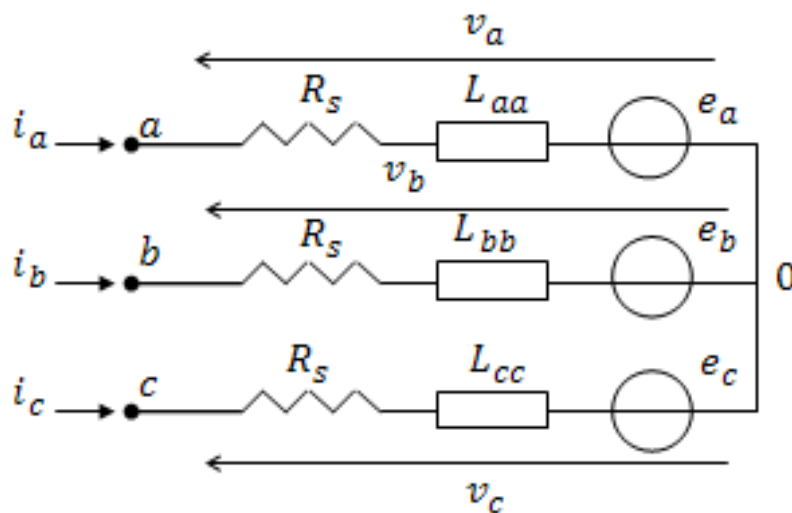 v_a
R_s L_aa e_a
i_a a
v_b
R_s L_bb e_b
i_b b 0
R_s L_cc e_c
i_c c
v_c